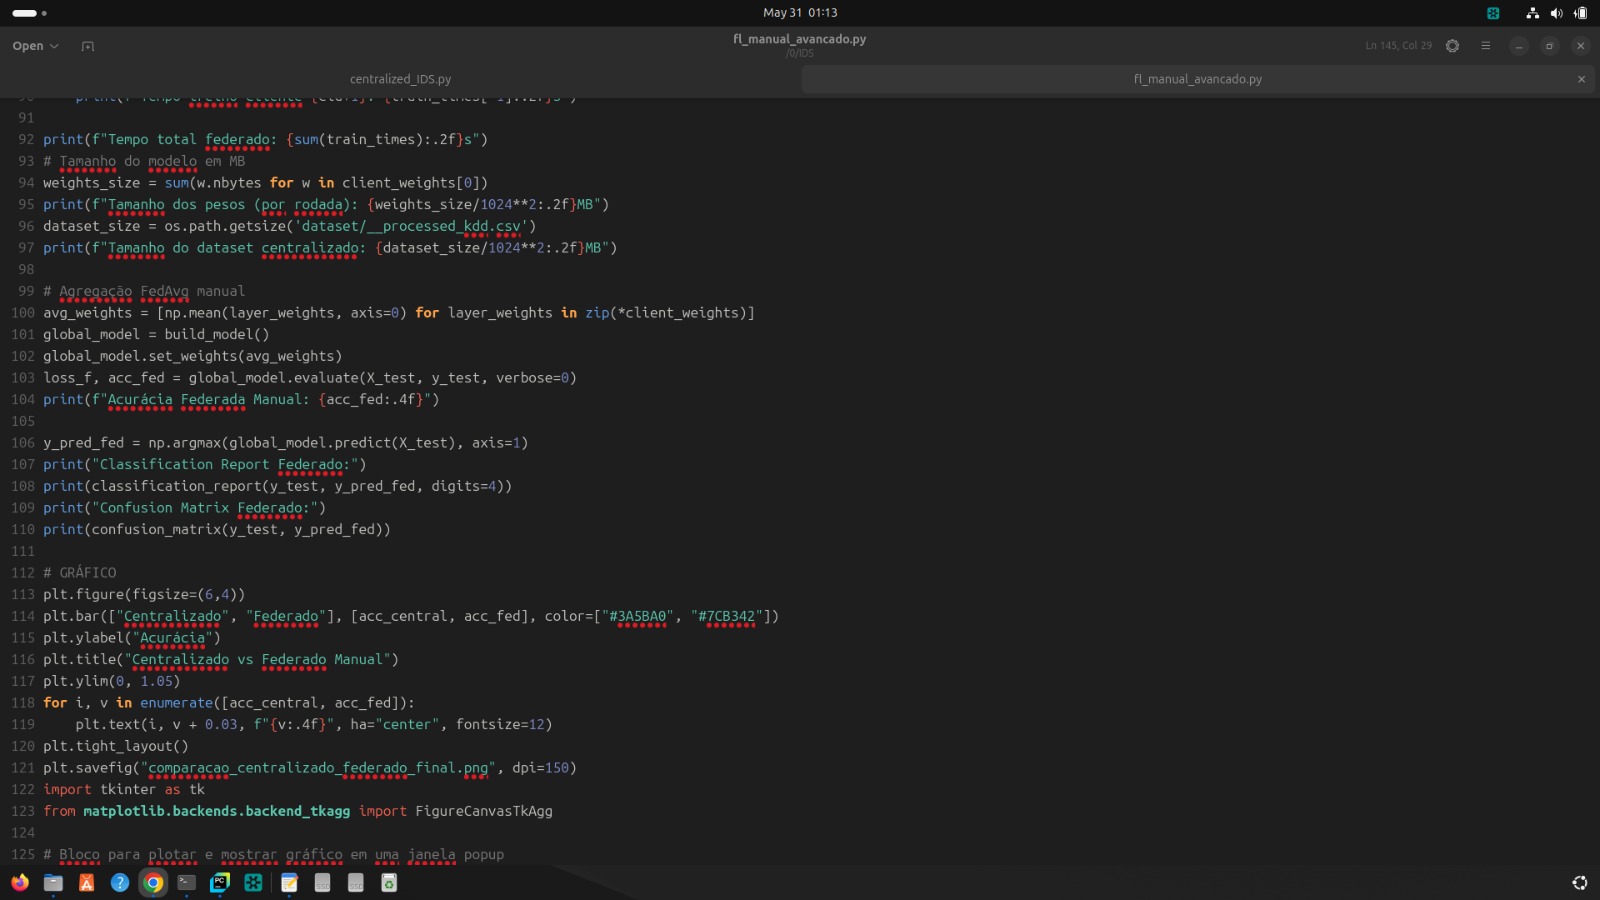 May 31 01:13
Open
fl_manual_avancado.py
/0/IDS
Ln 145, Col 29
centralized_IDS.py
fl_manual_avancado.py
91
92 print(f"Tempo total federado: {sum(train_times):.2f}s")
93 # Tamanho do modelo em MB
94 weights_size = sum(w.nbytes for w in client_weights[0])
95 print(f"Tamanho dos pesos (por rodada): {weights_size/1024**2:.2f}MB")
96 dataset_size = os.path.getsize('dataset/__processed_kdd.csv')
97 print(f"Tamanho do dataset centralizado: {dataset_size/1024**2:.2f}MB")
98
99 # Agregação FedAvg manual
100 avg_weights = [np.mean(layer_weights, axis=0) for layer_weights in zip(*client_weights)]
101 global_model = build_model()
102 global_model.set_weights(avg_weights)
103 loss_f, acc_fed = global_model.evaluate(X_test, y_test, verbose=0)
104 print(f"Acurácia Federada Manual: {acc_fed:.4f}")
105
106 y_pred_fed = np.argmax(global_model.predict(X_test), axis=1)
107 print("Classification Report Federado:")
108 print(classification_report(y_test, y_pred_fed, digits=4))
109 print("Confusion Matrix Federado:")
110 print(confusion_matrix(y_test, y_pred_fed))
111
112 # GRÁFICO
113 plt.figure(figsize=(6,4))
114 plt.bar(["Centralizado", "Federado"], [acc_central, acc_fed], color=["#3A5BA0", "#7CB342"])
115 plt.ylabel("Acurácia")
116 plt.title("Centralizado vs Federado Manual")
117 plt.ylim(0, 1.05)
118 for i, v in enumerate([acc_central, acc_fed]):
119     plt.text(i, v + 0.03, f"{v:.4f}", ha="center", fontsize=12)
120 plt.tight_layout()
121 plt.savefig("comparacao_centralizado_federado_final.png", dpi=150)
122 import tkinter as tk
123 from matplotlib.backends.backend_tkagg import FigureCanvasTkAgg
124
125 # Bloco para plotar e mostrar gráfico em uma janela popup